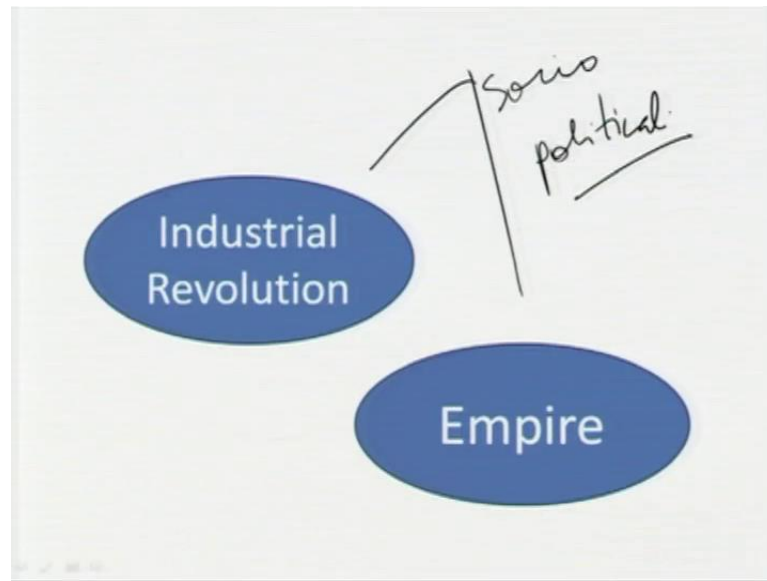 Socio
political.
Industrial
Revolution
Empire